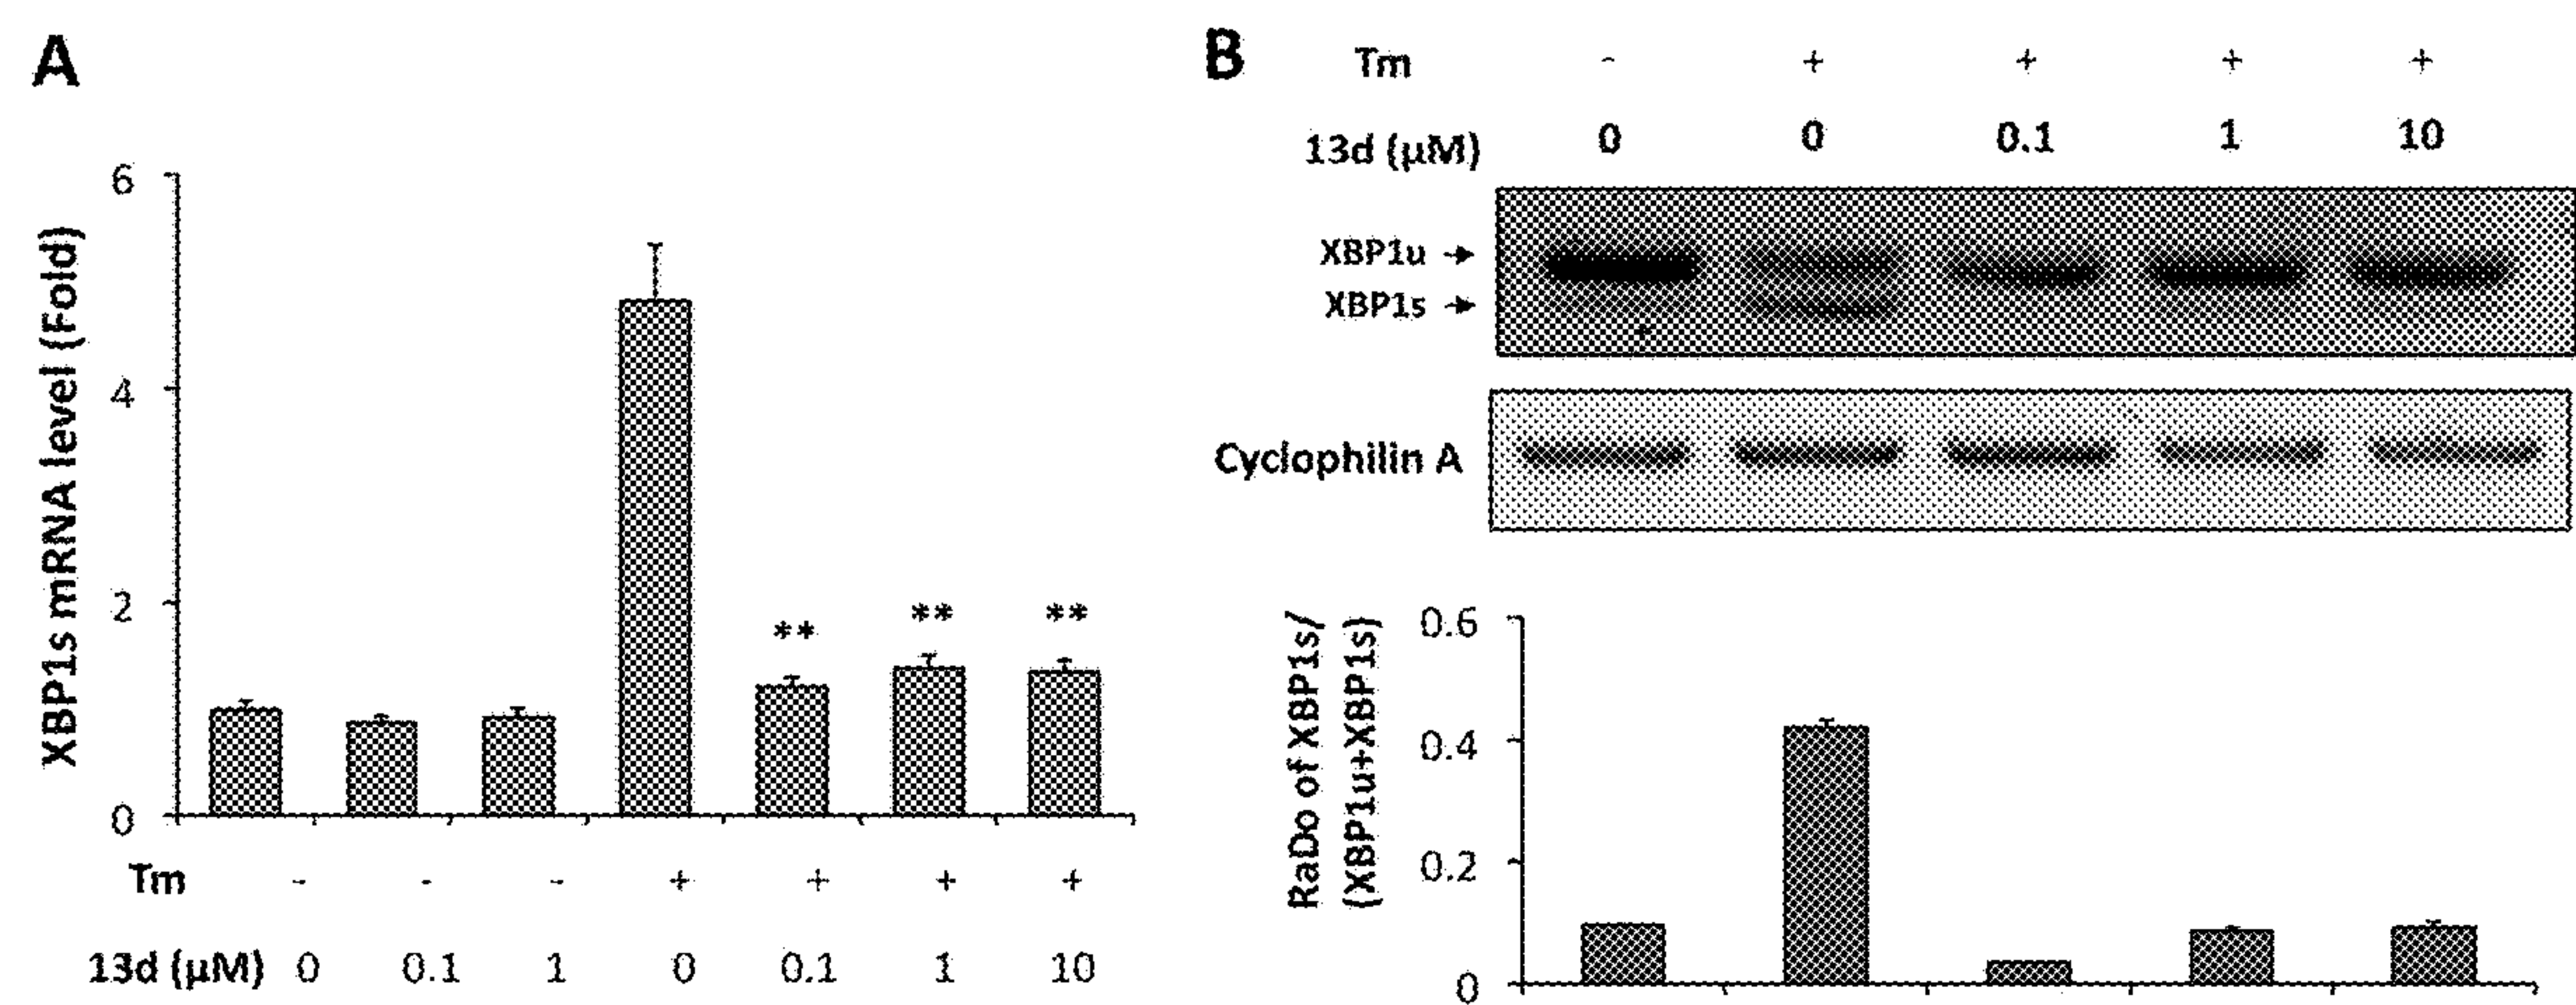 A
XBP1s mRNA level (Fold)
6
4
2
0
** ** **
Tm - - - + + + +
13d (μM) 0 0.1 1 0 0.1 1 10
B
Tm - + + + +
13d (μM) 0 0 0.1 1 10
XBP1u →
XBP1s →
Cyclophilin A
RaDo of XBP1s/
(XBP1u+XBP1s)
0.6
0.4
0.2
0